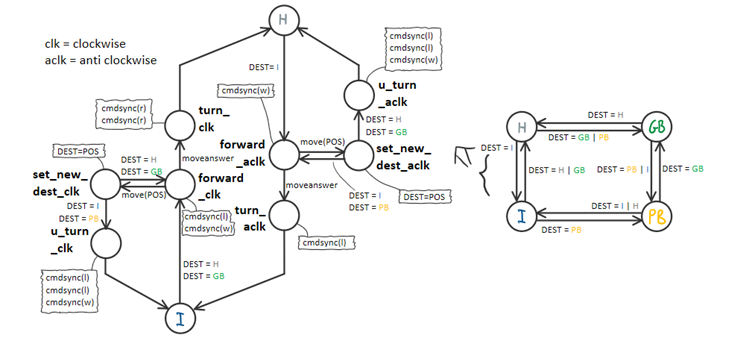 H
clk = clockwise
aclk = anti clockwise
DEST= I
cmdsync(l)
cmdsync(l)
cmdsync(w)
u_turn
_aclk
cmdsync(w)
cmdsync(r)
cmdsync(r)
turn_
clk
DEST = H
DEST = GB
forward
_aclk
move(POS)
set_new_
dest_aclk
DEST=POS
DEST = H
DEST = GB
moveanswer
set_new_
dest_clk
move(POS)
forward
_clk
moveanswer
DEST = I
DEST = PB
DEST=POS
DEST = I
DEST = PB
cmdsync(l)
cmdsync(w)
turn_
aclk
cmdsync(l)
u_turn
_clk
cmdsync(l)
cmdsync(l)
cmdsync(w)
DEST = H
DEST = GB
I
DEST = H
H
GB
DEST = GB | PB
DEST = I
DEST = H | GB
DEST = PB | I
DEST = GB
DEST = I | H
I
PB
DEST = PB